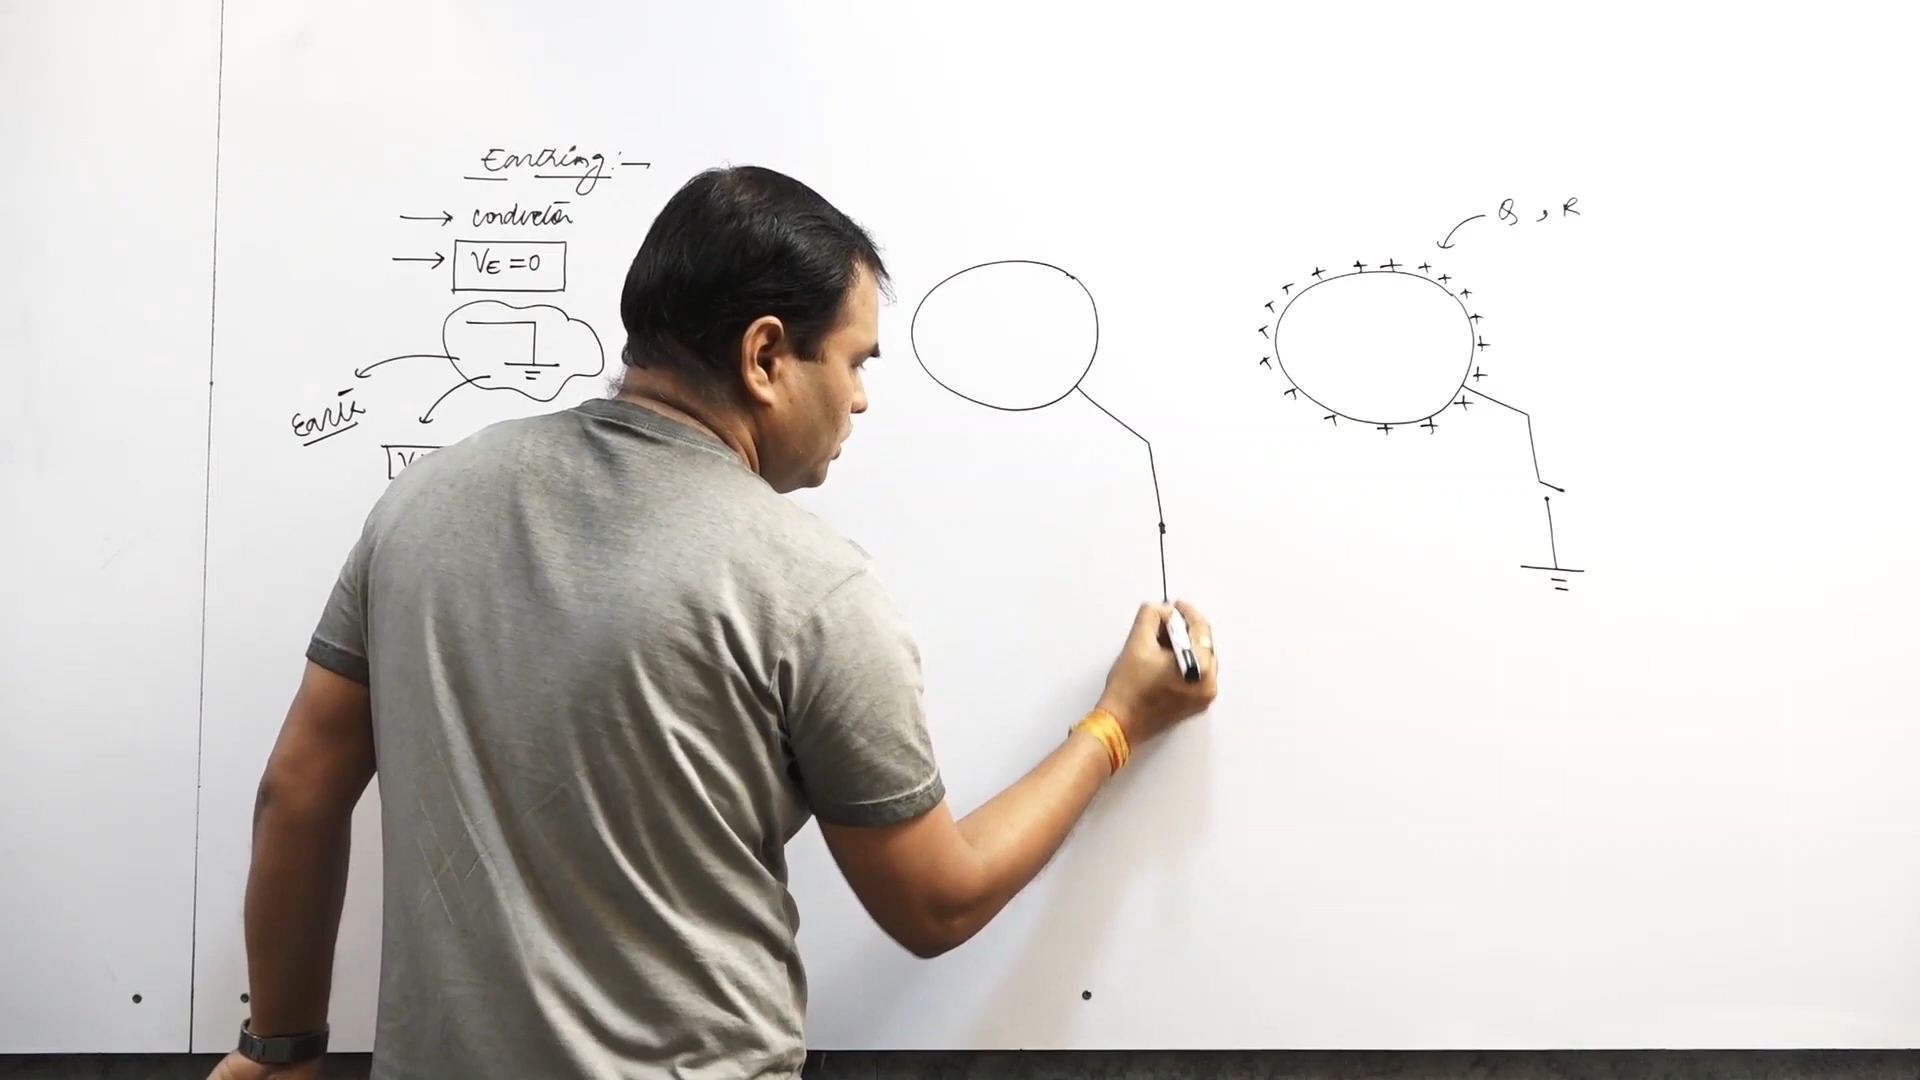 Earthing :-
→ conductor
→ VE = 0
Earth
Q , R
+ + + + + + + + + + + + + + + + + + +